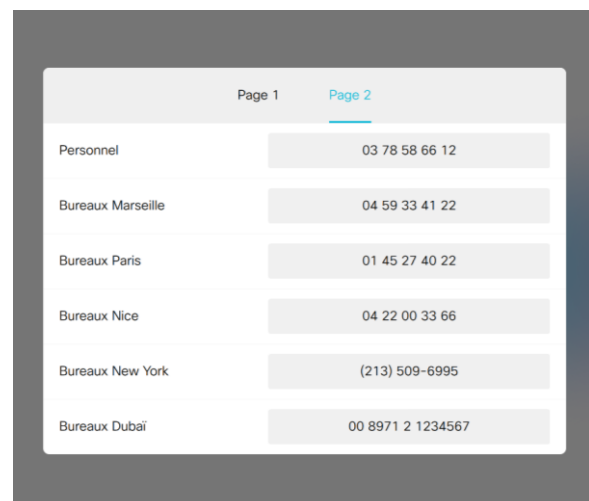 Page 1 Page 2
Personnel 03 78 58 66 12
Bureaux Marseille 04 59 33 41 22
Bureaux Paris 01 45 27 40 22
Bureaux Nice 04 22 00 33 66
Bureaux New York (213) 509-6995
Bureaux Dubaï 00 8971 2 1234567